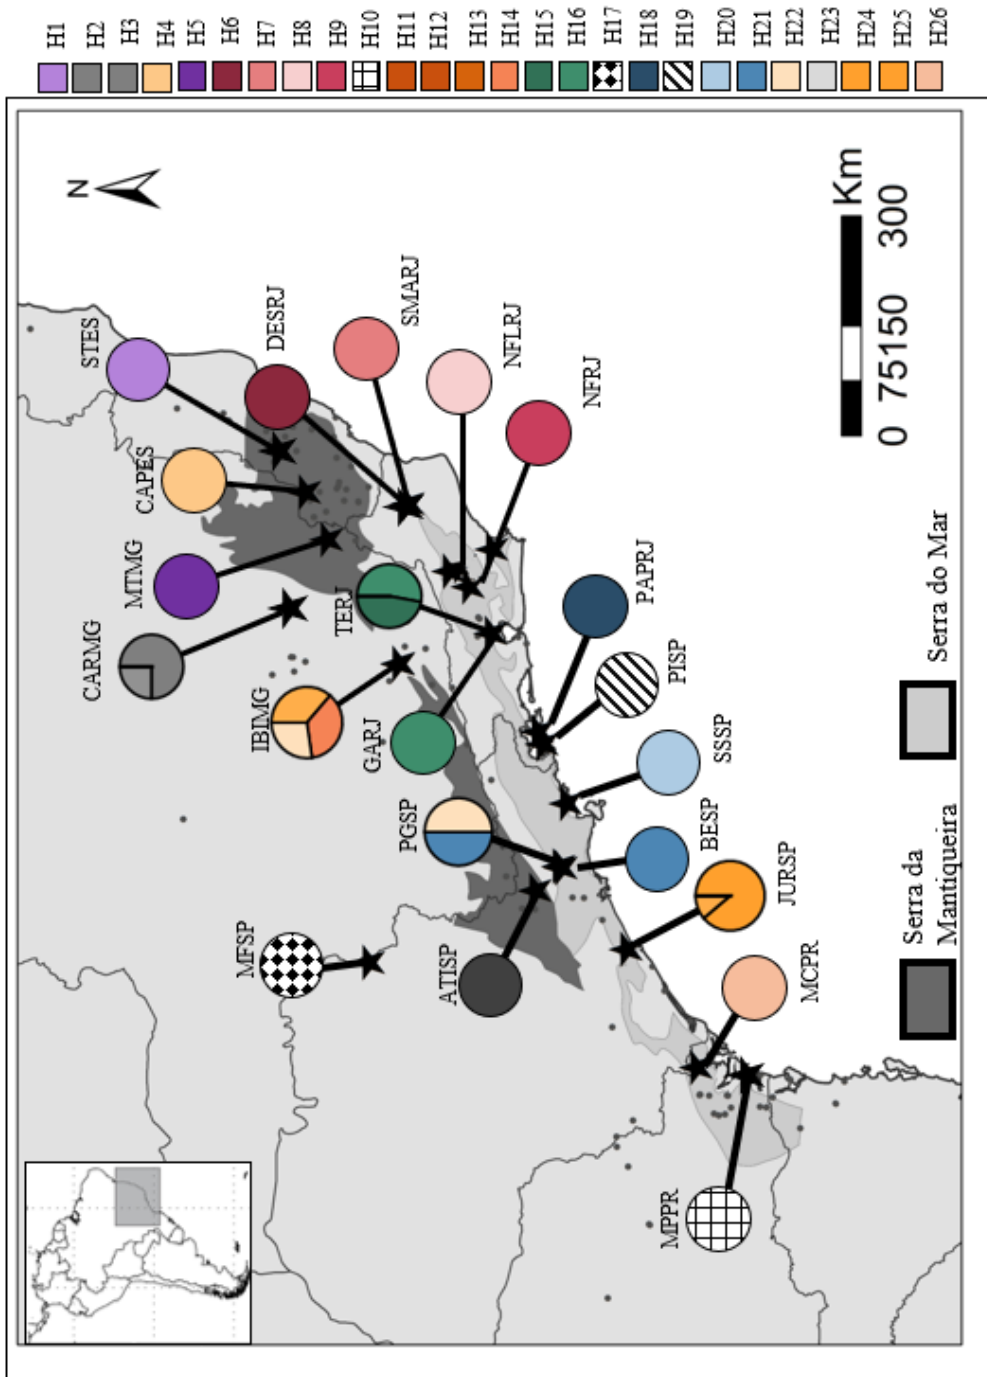 H1
H2
H3
H4
H5
H6
H7
H8
H9
H10
H11
H12
H13
H14
H15
H16
H17
H18
H19
H20
H21
H22
H23
H24
H25
H26
N
STES
DESRJ
SMARJ
CAPES
NFLRJ
NFRJ
MTMG
CARMG
TERJ
PAPRJ
IBIMG
GARJ
PISP
SSSP
PGSP
BESP
JURSP
MFSP
ATISP
MCPR
MPPR
0 75150 300
Km
Serra da
Mantiqueira
Serra do Mar